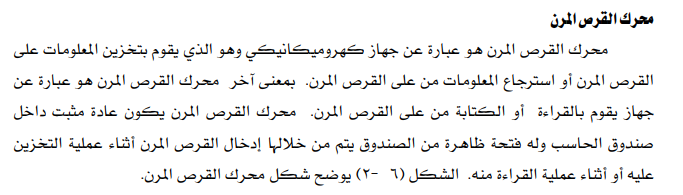 محرك القرص المرن
محرك القرص المرن هو عبارة عن جهاز كهروميكانيكي وهو الذي يقوم بتخزين المعلومات على
القرص المرن أو استرجاع المعلومات من على القرص المرن. بمعنى آخر محرك القرص المرن هو عبارة عن
جهاز يقوم بالقراءة أو الكتابة من على القرص المرن. محرك القرص المرن يكون عادة مثبت داخل
صندوق الحاسب وله فتحة ظاهرة من الصندوق يتم من خلالها إدخال القرص المرن أثناء عملية التخزين
عليه أو أثناء عملية القراءة منه. الشكل (٦ -٢) يوضح شكل محرك القرص المرن.